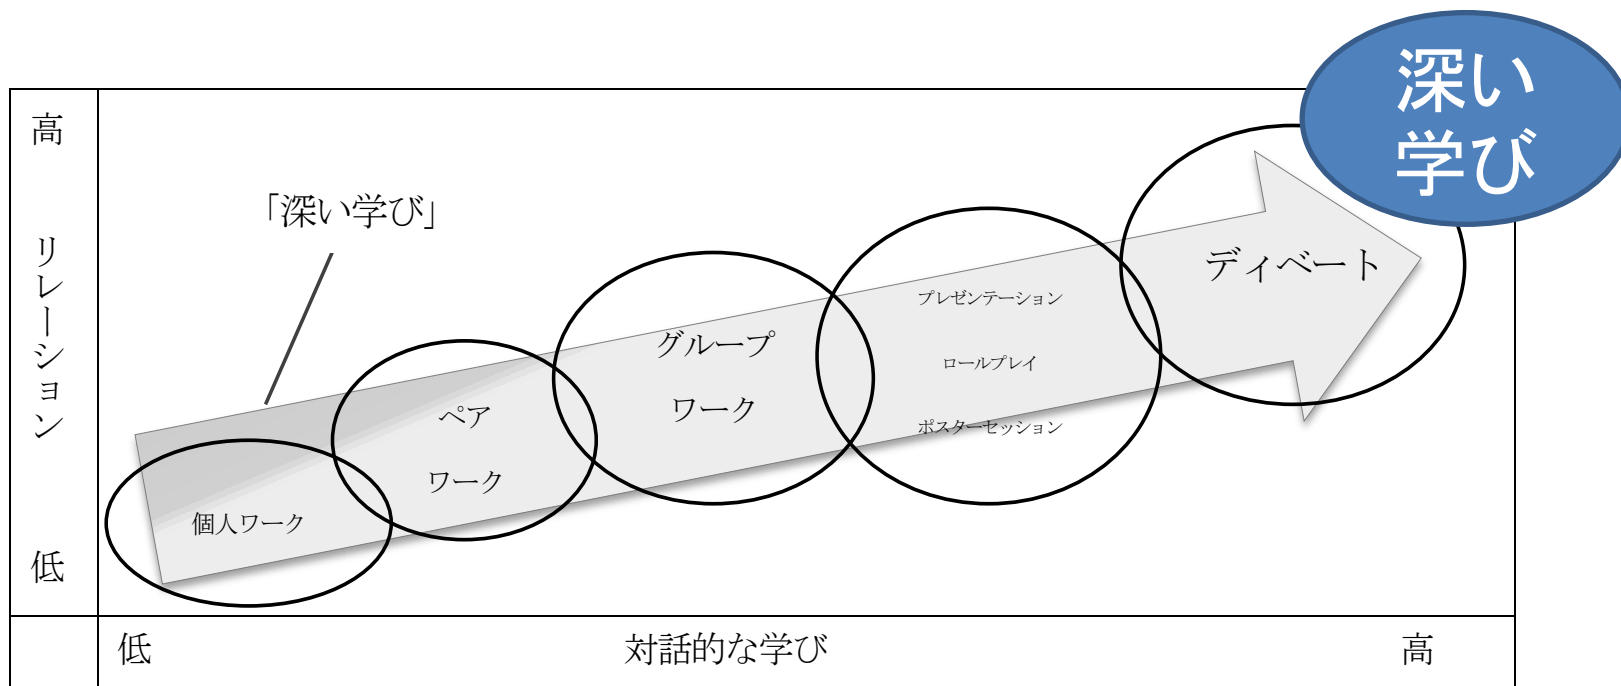 深い
学び
高
リレーション
低
「深い学び」
個人ワーク
ペア
ワーク
グループ
ワーク
プレゼンテーション
ロールプレイ
ポスターセッション
ディベート
低
対話的な学び
高